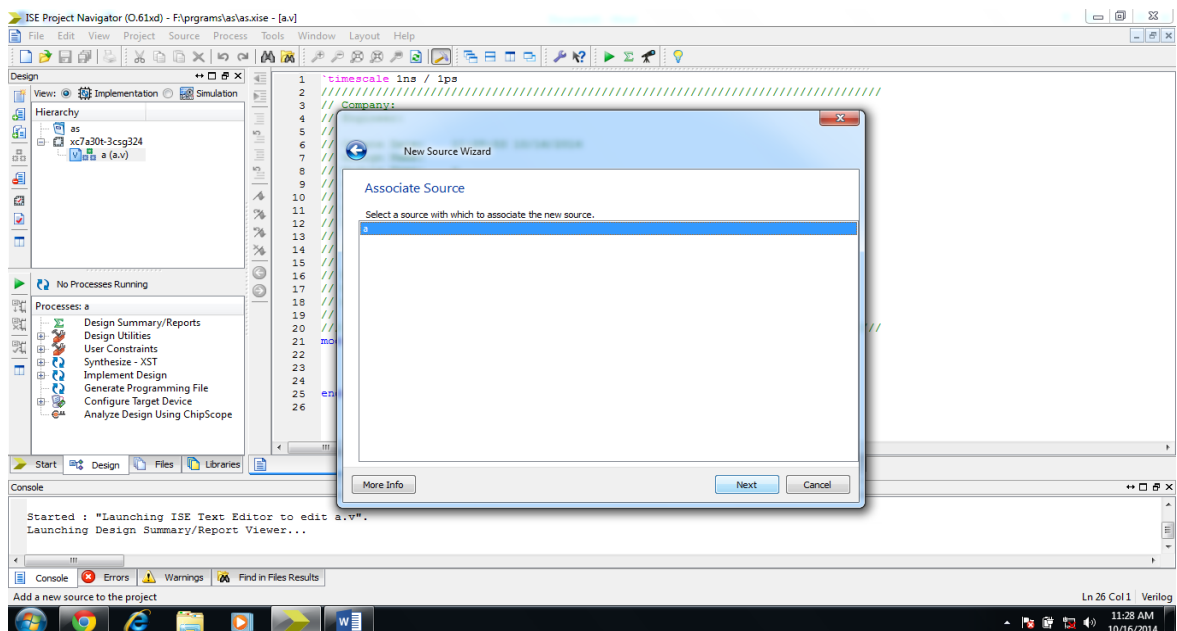 ISE Project Navigator (O.61xd) - F:\prgrams\as\as.xise - [a.v]
File Edit View Project Source Process Tools Window Layout Help
Design
View: Implementation Simulation
Hierarchy
as
xc7a30t-3csg324
a (a.v)
No Processes Running
Processes: a
Design Summary/Reports
Design Utilities
User Constraints
Synthesize - XST
Implement Design
Generate Programming File
Configure Target Device
Analyze Design Using ChipScope
Start Design Files Libraries
1 `timescale 1ns / 1ps
2 //////////////////////////////////////////////////////////////////////////////////
3 // Company:
4 //
5 //
6 //
7 //
8 //
9 //
10 //
11 //
12 //
13 //
14 //
15 //
16 //
17 //
18 //
19 //
20 // //
21 mo
22
23
24
25 en
26
New Source Wizard
Associate Source
Select a source with which to associate the new source.
a
More Info Next Cancel
Console
Started : "Launching ISE Text Editor to edit a.v".
Launching Design Summary/Report Viewer...
Console Errors Warnings Find in Files Results
Add a new source to the project
Ln 26 Col 1 Verilog
11:28 AM
10/16/2014